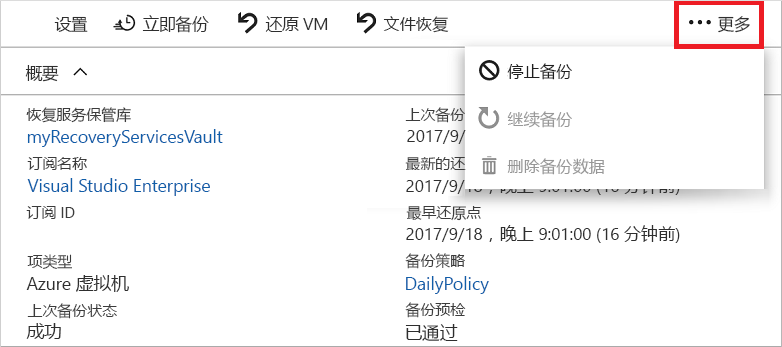 设置 立即备份 还原 VM 文件恢复 ••• 更多
停止备份
继续备份
删除备份数据
概要
恢复服务保管库
myRecoveryServicesVault
订阅名称
Visual Studio Enterprise
订阅 ID
项类型
Azure 虚拟机
上次备份状态
成功
上次备份
2017/9/
最新的还
2017/9/18，晚上 9:01:00 (16 分钟前)
最早还原点
2017/9/18，晚上 9:01:00 (16 分钟前)
备份策略
DailyPolicy
备份预检
已通过